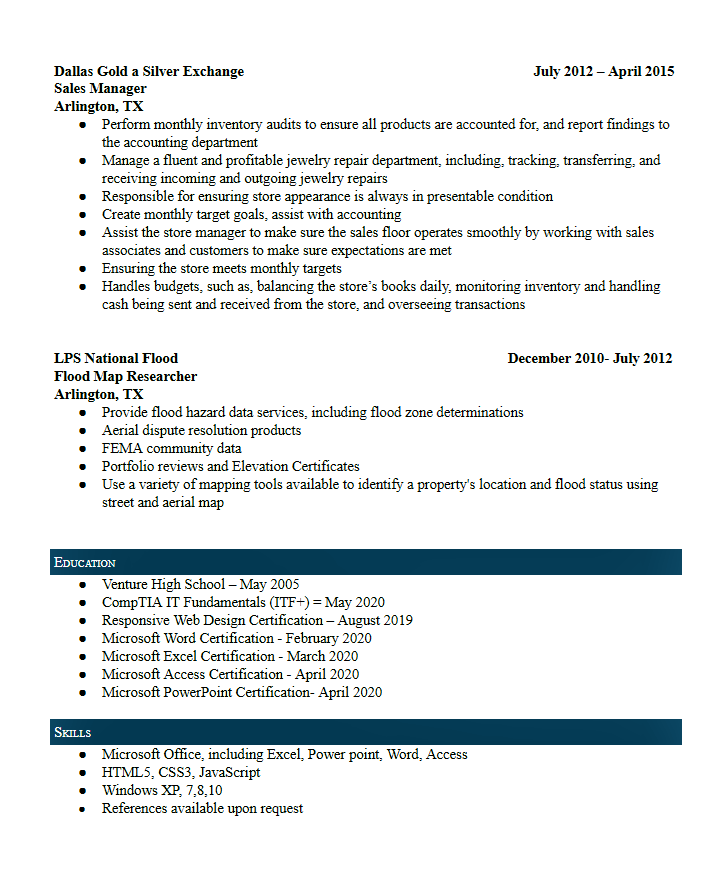 Dallas Gold a Silver Exchange July 2012 – April 2015
Sales Manager
Arlington, TX
● Perform monthly inventory audits to ensure all products are accounted for, and report findings to
the accounting department
● Manage a fluent and profitable jewelry repair department, including, tracking, transferring, and
receiving incoming and outgoing jewelry repairs
● Responsible for ensuring store appearance is always in presentable condition
● Create monthly target goals, assist with accounting
● Assist the store manager to make sure the sales floor operates smoothly by working with sales
associates and customers to make sure expectations are met
● Ensuring the store meets monthly targets
● Handles budgets, such as, balancing the store’s books daily, monitoring inventory and handling
cash being sent and received from the store, and overseeing transactions
LPS National Flood December 2010- July 2012
Flood Map Researcher
Arlington, TX
● Provide flood hazard data services, including flood zone determinations
● Aerial dispute resolution products
● FEMA community data
● Portfolio reviews and Elevation Certificates
● Use a variety of mapping tools available to identify a property's location and flood status using
street and aerial map
Education
● Venture High School – May 2005
● CompTIA IT Fundamentals (ITF+) = May 2020
● Responsive Web Design Certification – August 2019
● Microsoft Word Certification - February 2020
● Microsoft Excel Certification - March 2020
● Microsoft Access Certification - April 2020
● Microsoft PowerPoint Certification- April 2020
Skills
● Microsoft Office, including Excel, Power point, Word, Access
● HTML5, CSS3, JavaScript
● Windows XP, 7,8,10
● References available upon request